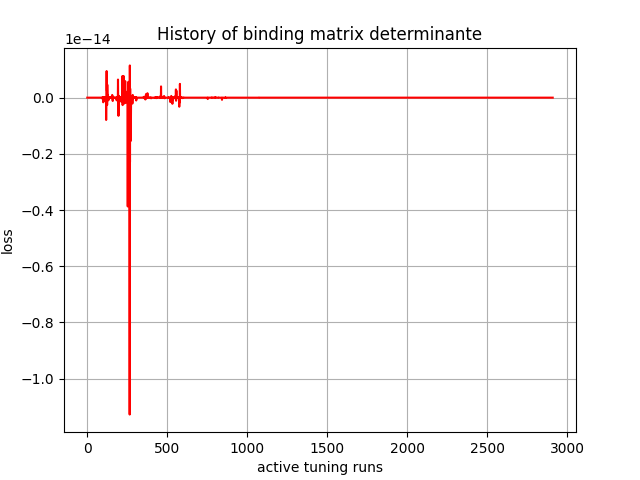 History of binding matrix determinante
1e−14
0.0
−0.2
−0.4
−0.6
−0.8
−1.0
loss
0 500 1000 1500 2000 2500 3000
active tuning runs